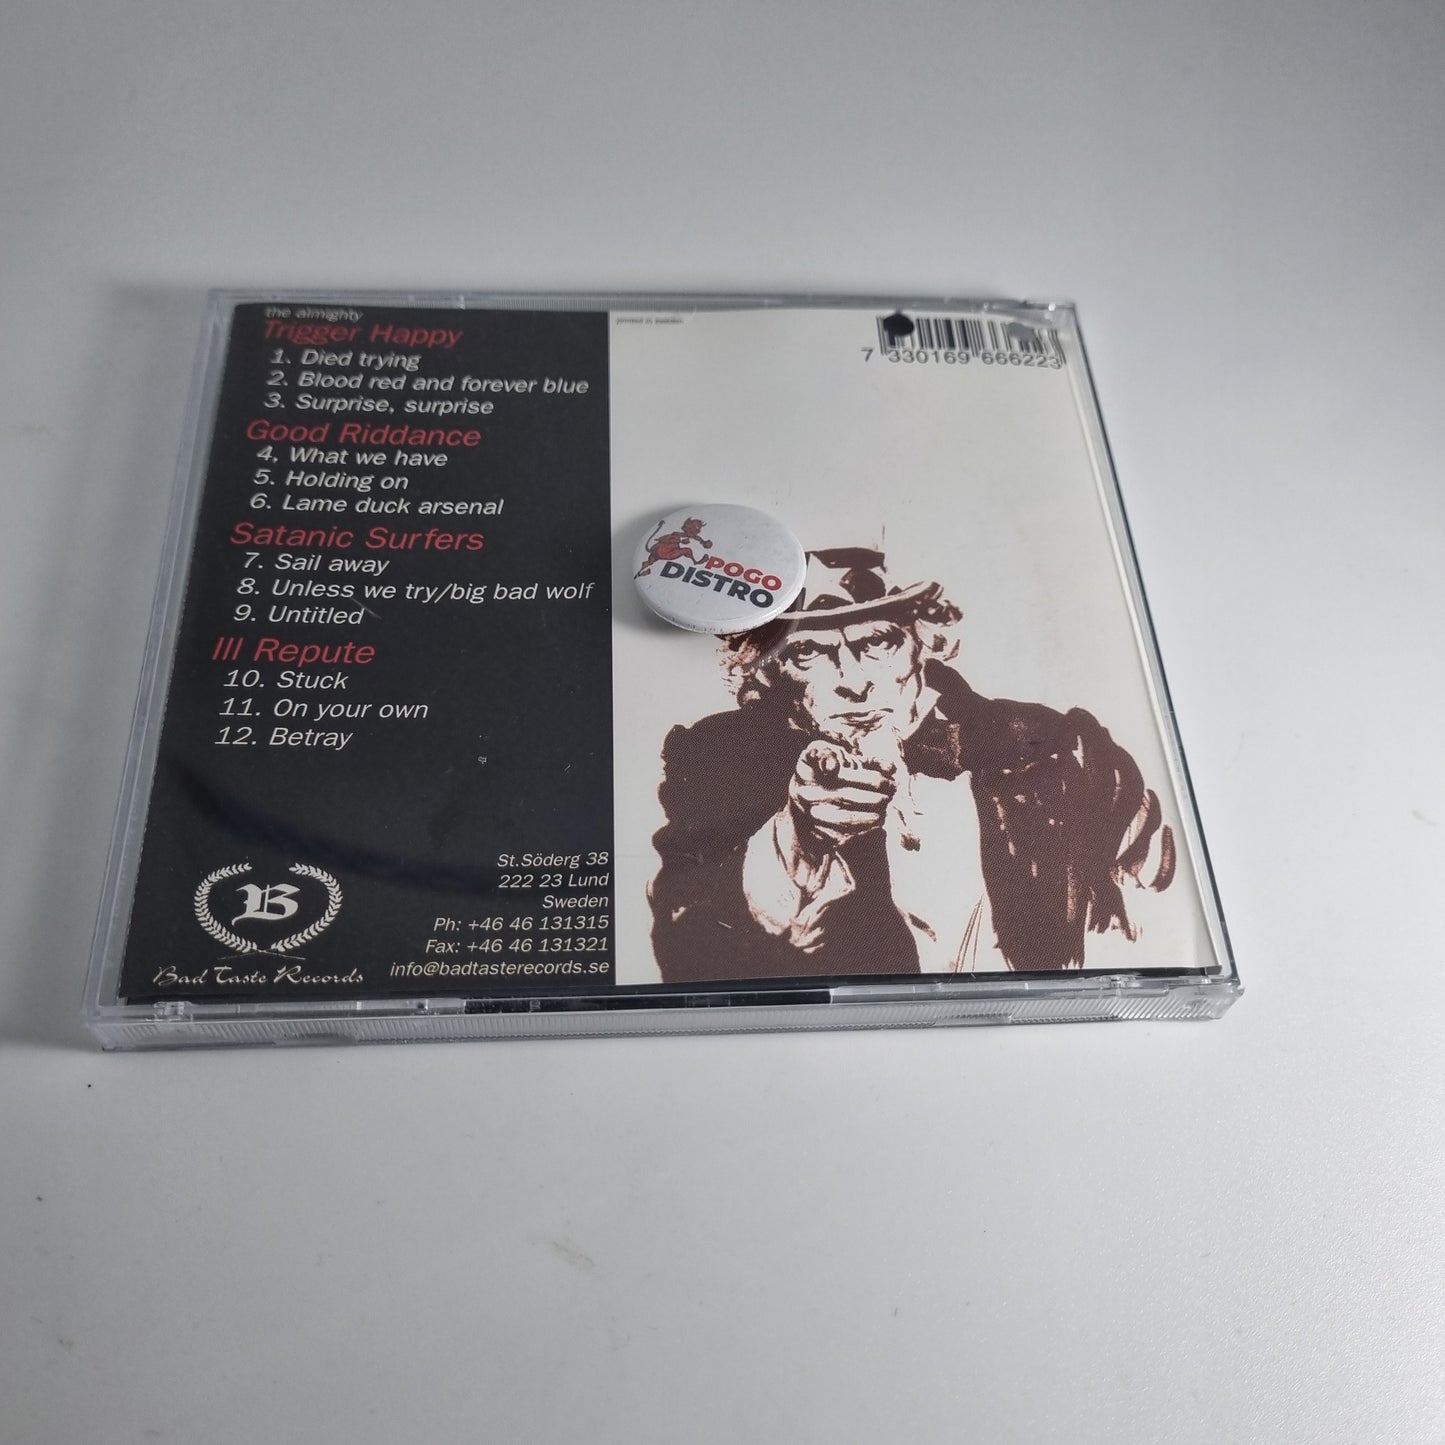 the almighty
Trigger Happy
1. Died trying
2. Blood red and forever blue
3. Surprise, surprise
Good Riddance
4. What we have
5. Holding on
6. Lame duck arsenal
Satanic Surfers
7. Sail away
8. Unless we try/big bad wolf
9. Untitled
Ill Repute
10. Stuck
11. On your own
12. Betray
B
Bad Taste Records
St.Söderg 38
222 23 Lund
Sweden
Ph: +46 46 131315
Fax: +46 46 131321
info@badtasterecords.se
printed in sweden
7 330169 666223
POGO
DISTRO